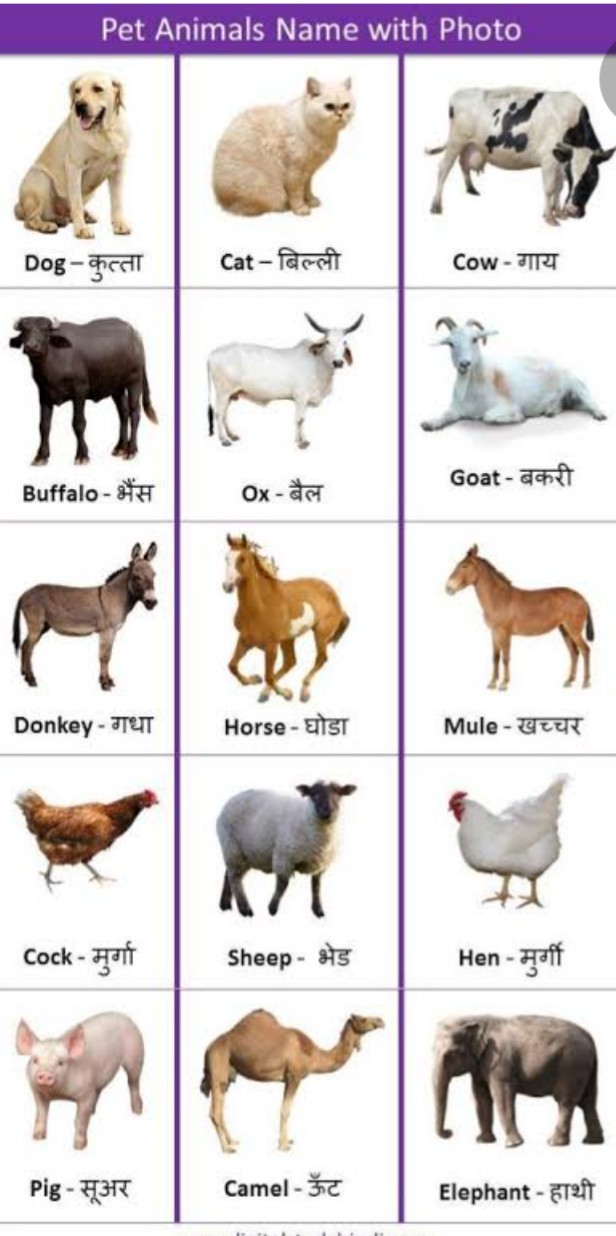 Pet Animals Name with Photo
Dog – कुत्ता
Cat – बिल्ली
Cow - गाय
Buffalo - भैंस
Ox - बैल
Goat - बकरी
Donkey - गधा
Horse - घोडा
Mule - खच्चर
Cock - मुर्गा
Sheep - भेड
Hen - मुर्गी
Pig - सूअर
Camel - ऊँट
Elephant - हाथी